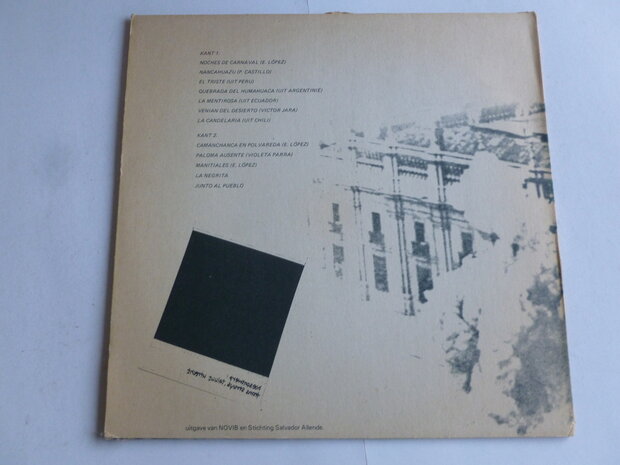 KANT 1.
NOCHES DE CARNAVAL (E. LÓPEZ)
NANCAHUAZU (P. CASTILLO)
EL TRISTE (UIT PERU)
QUEBRADA DEL HUMAHUACA (UIT ARGENTINIË)
LA MENTIROSA (UIT ECUADOR)
VENIAN DEL DESIERTO (VICTOR JARA)
LA CANDELARIA (UIT CHILI)
KANT 2.
CAMANCHANCA EN POLVAREDA (E. LÓPEZ)
PALOMA AUSENTE (VIOLETA PARRA)
MANITIALES (E. LÓPEZ)
LA NEGRITA
JUNTO AL PUEBLO
uitgave van NOVIB en Stichting Salvador Allende.